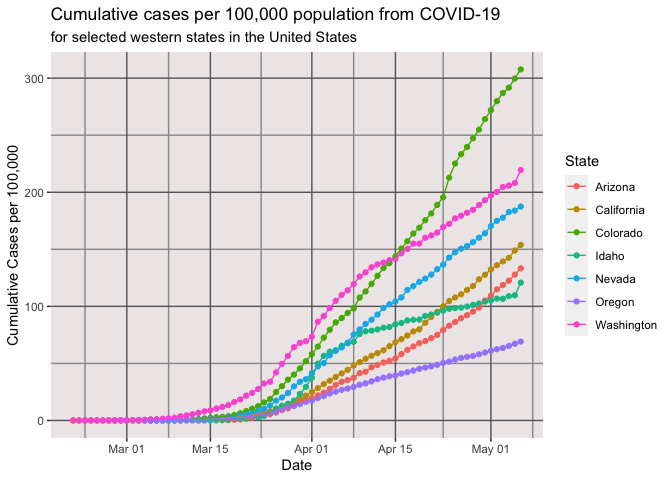 Cumulative cases per 100,000 population from COVID-19
for selected western states in the United States
Cumulative Cases per 100,000
300
200
100
0
Mar 01 Mar 15 Apr 01 Apr 15 May 01
Date
State
Arizona
California
Colorado
Idaho
Nevada
Oregon
Washington